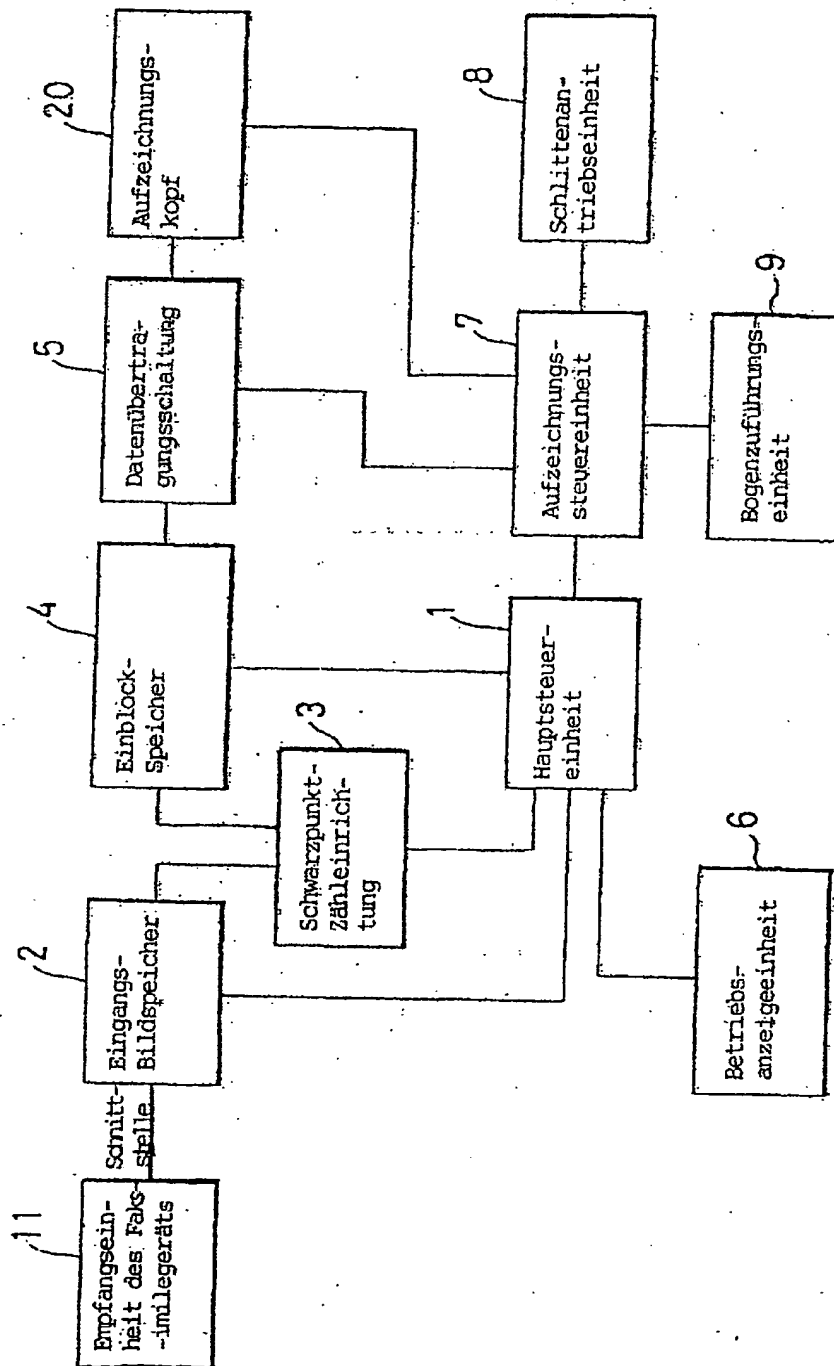 11
Empfangsein-
heit des Faks-
-imilegeräts
Schnitt-
stelle
2
Eingangs-
Bildspeicher
3
Schwarzpunkt-
Zähleinrich-
tung
4
Einblock-
Speicher
5
Datenübertra-
gungsschaltung
20
Aufzeichnungs-
kopf
6
Betriebs-
anzeigeeinheit
1
Hauptsteuer-
einheit
7
Aufzeichnungs-
steuereinheit
8
Schlittenan-
triebseinheit
9
Bogenzuführungs-
einheit